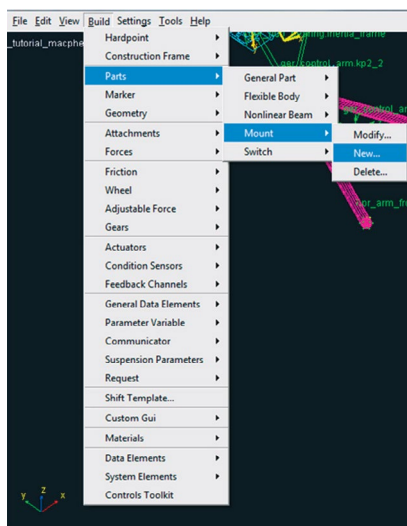 File Edit View Build Settings Tools Help
_tutorial_macphe
Hardpoint
Construction Frame
Parts
Marker
Geometry
Attachments
Forces
Friction
Wheel
Adjustable Force
Gears
Actuators
Condition Sensors
Feedback Channels
General Data Elements
Parameter Variable
Communicator
Suspension Parameters
Request
Shift Template...
Custom Gui
Materials
Data Elements
System Elements
Controls Toolkit
General Part
Flexible Body
Nonlinear Beam
Mount
Switch
Modify...
New...
Delete...
ger_control_arm.kp2_2
or_arm_fro
y z x